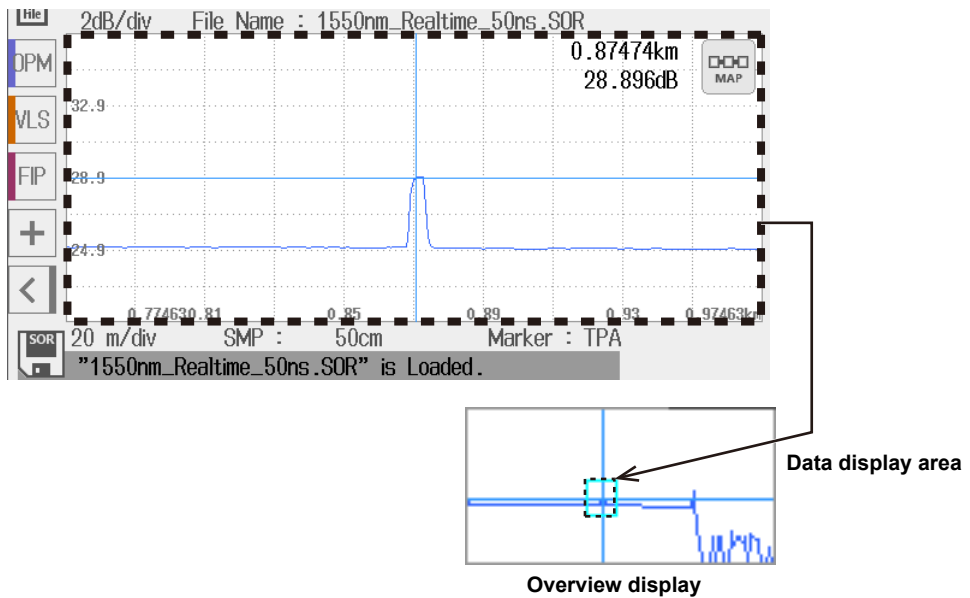 File
2dB/div File Name : 1550nm_Realtime_50ns.SOR
OPM
0.87474km
28.896dB
MAP
VLS
32.9
FIP
28.9
+
24.9
<
0.77463 0.81 0.85 0.89 0.93 0.97463km
SOR
20 m/div SMP : 50cm Marker : TPA
"1550nm_Realtime_50ns.SOR" is Loaded.
Data display area
Overview display